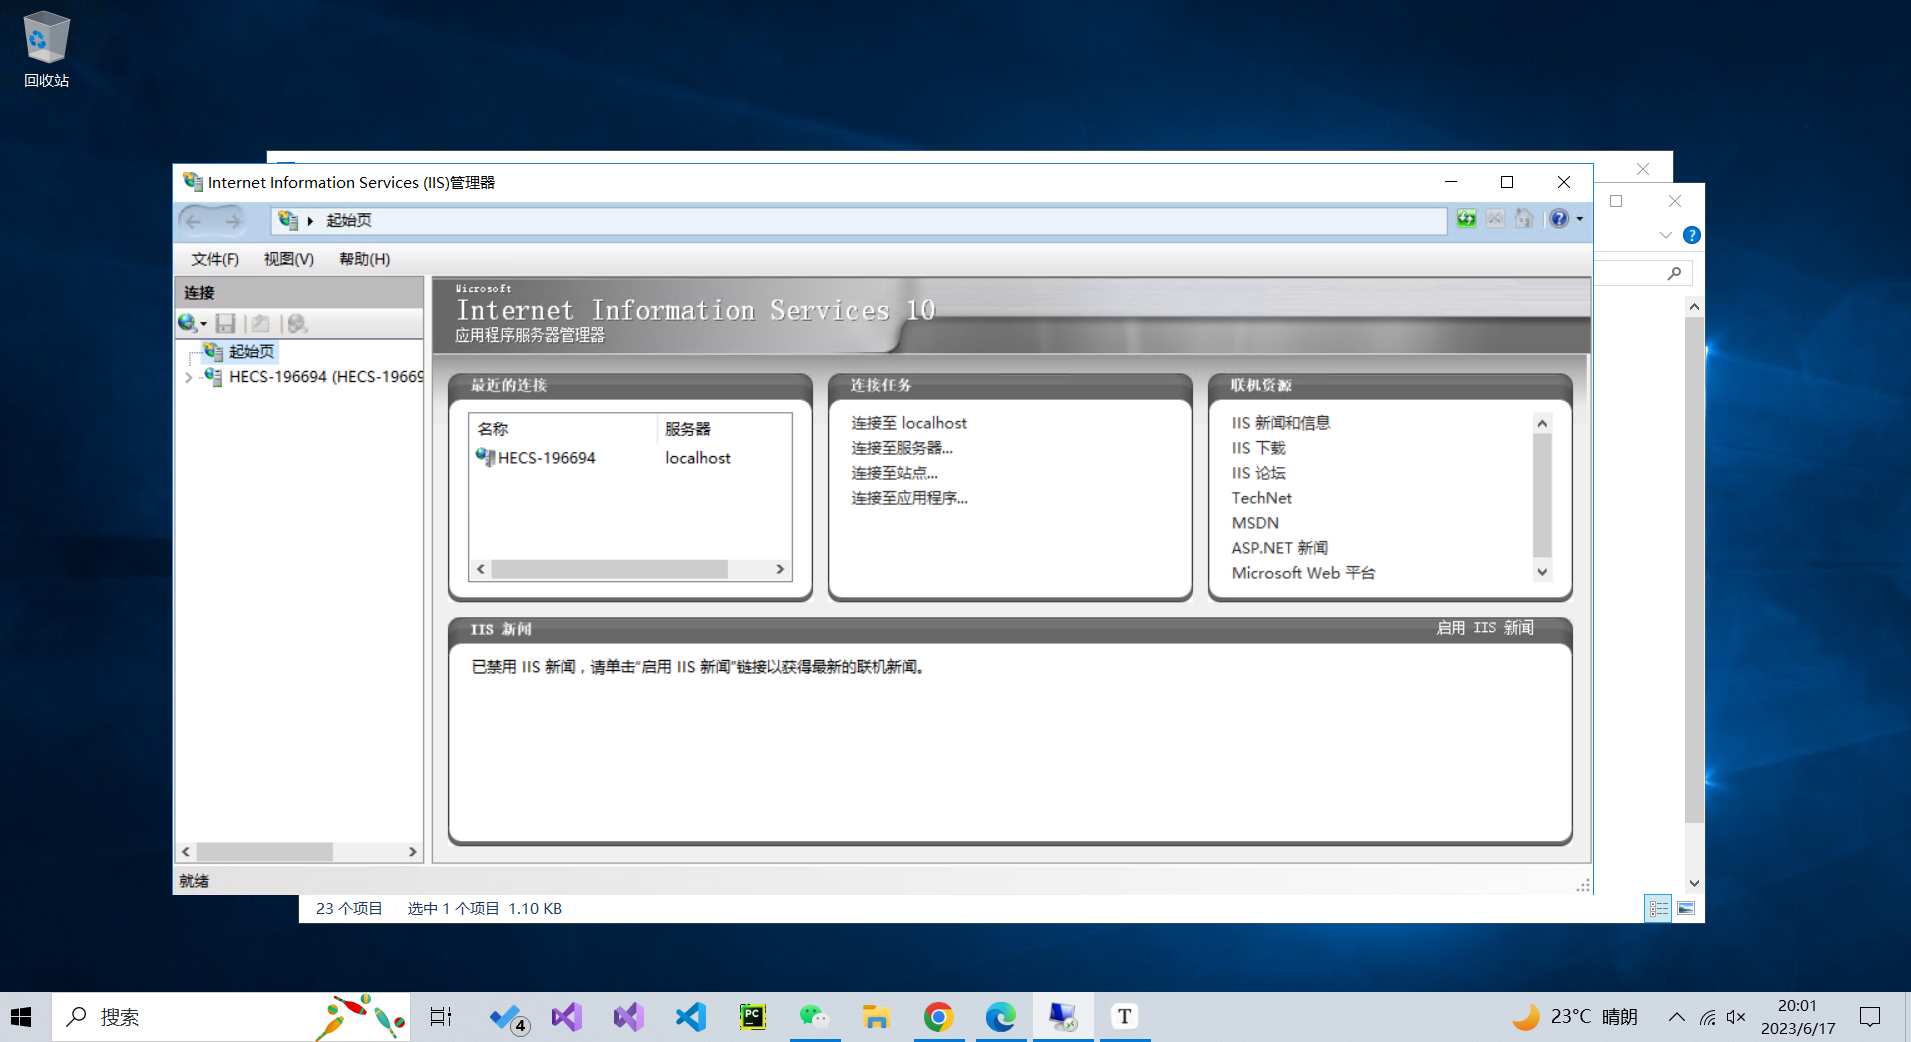 回收站
Internet Information Services (IIS)管理器
起始页
文件(F) 视图(V) 帮助(H)
连接
起始页
HECS-196694 (HECS-19669
Microsoft
Internet Information Services 10
应用程序服务器管理器
最近的连接
名称 服务器
HECS-196694 localhost
连接任务
连接至 localhost
连接至服务器...
连接至站点...
连接至应用程序...
联机资源
IIS 新闻和信息
IIS 下载
IIS 论坛
TechNet
MSDN
ASP.NET 新闻
Microsoft Web 平台
IIS 新闻 启用 IIS 新闻
已禁用 IIS 新闻，请单击“启用 IIS 新闻”链接以获得最新的联机新闻。
就绪
23 个项目 选中 1 个项目 1.10 KB
搜索
4
PC
T
23°C 晴朗
20:01
2023/6/17